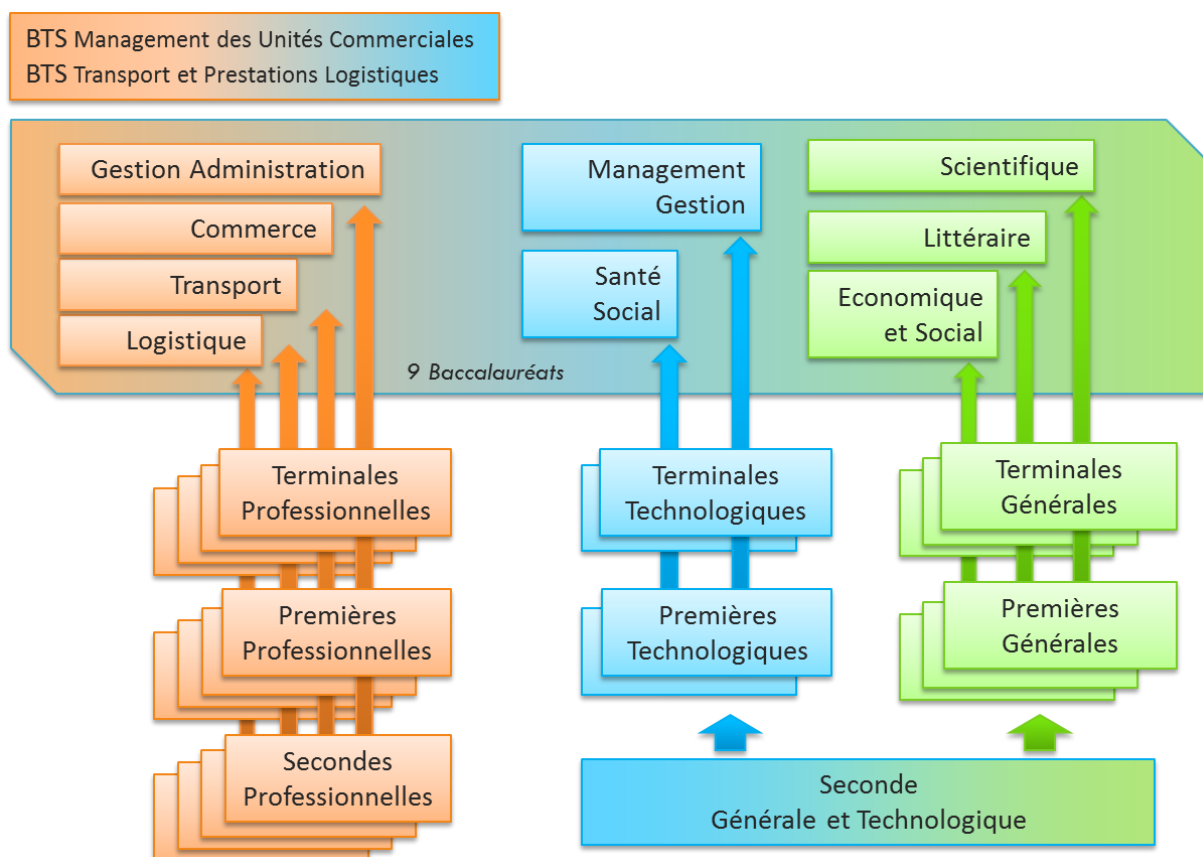 BTS Management des Unités Commerciales
BTS Transport et Prestations Logistiques
Gestion Administration
Commerce
Transport
Logistique
Management
Gestion
Santé
Social
Scientifique
Littéraire
Economique
et Social
9 Baccalauréats
Terminales
Professionnelles
Terminales
Technologiques
Terminales
Générales
Premières
Professionnelles
Premières
Technologiques
Premières
Générales
Secondes
Professionnelles
Seconde
Générale et Technologique